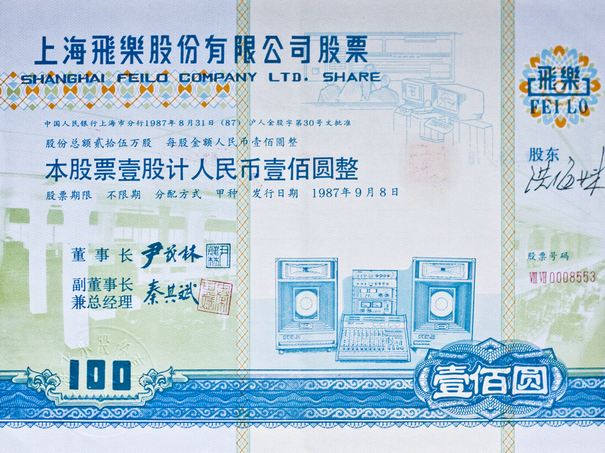 上海飛樂股份有限公司股票
SHANGHAI FEILO COMPANY LTD. SHARE
飛樂
FEILO
中国人民银行上海市分行1987年8月31日(87)沪人金股字第30号文批准
股份总额贰拾伍万股 每股金额人民币壹佰圆整
本股票壹股计人民币壹佰圆整
股票期限 不限期 分配方式 甲种 发行日期 1987年9月8日
股东
董事长 尹茂林
副董事长
兼总经理 秦其斌
股票号码
ⅦⅦ0008553
100
壹佰圆